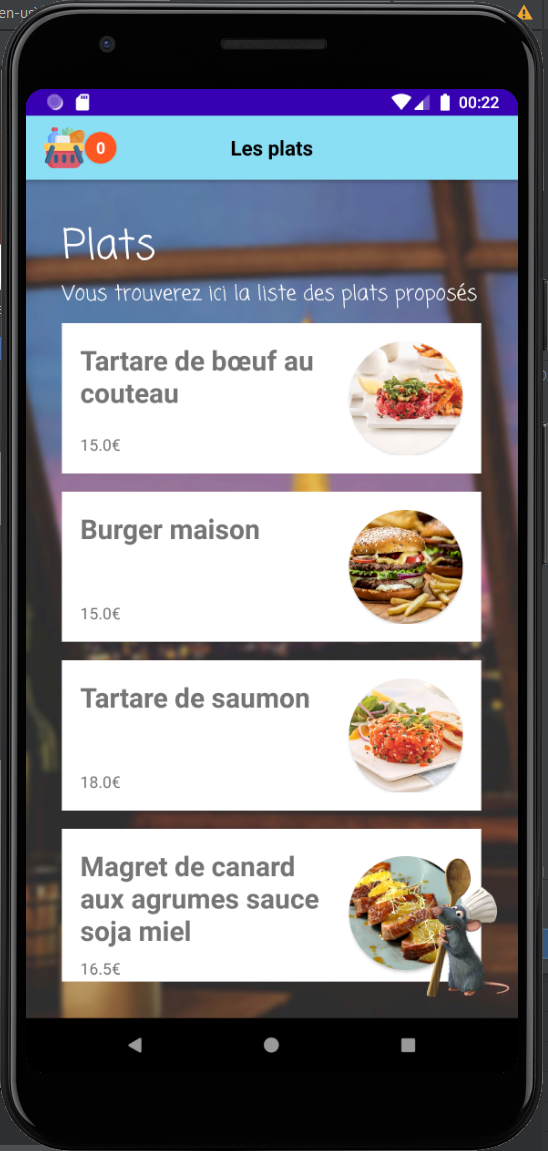 en-us
00:22
0
Les plats
Plats
Vous trouverez ici la liste des plats proposés
Tartare de bœuf au
couteau
15.0€
Burger maison
15.0€
Tartare de saumon
18.0€
Magret de canard
aux agrumes sauce
soja miel
16.5€